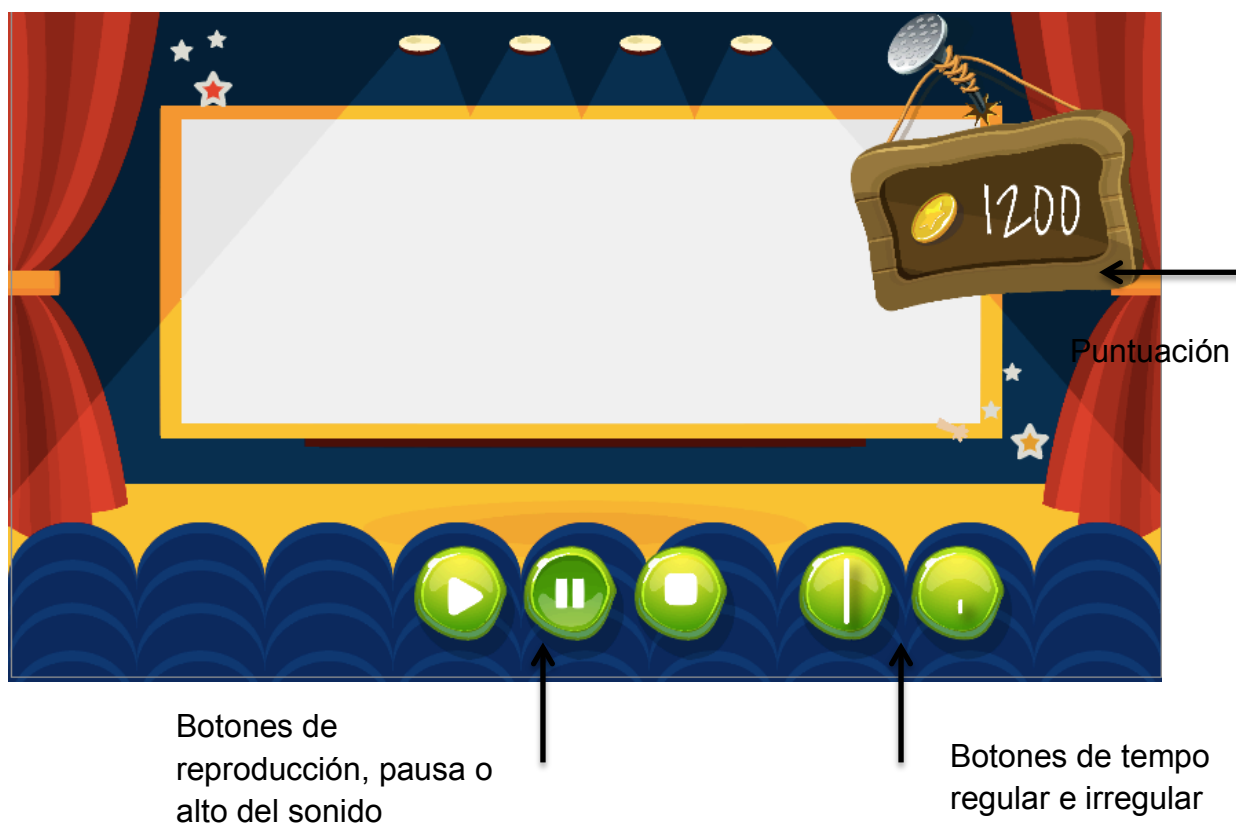 1200
Puntuación
Botones de
reproducción, pausa o
alto del sonido
Botones de tempo
regular e irregular